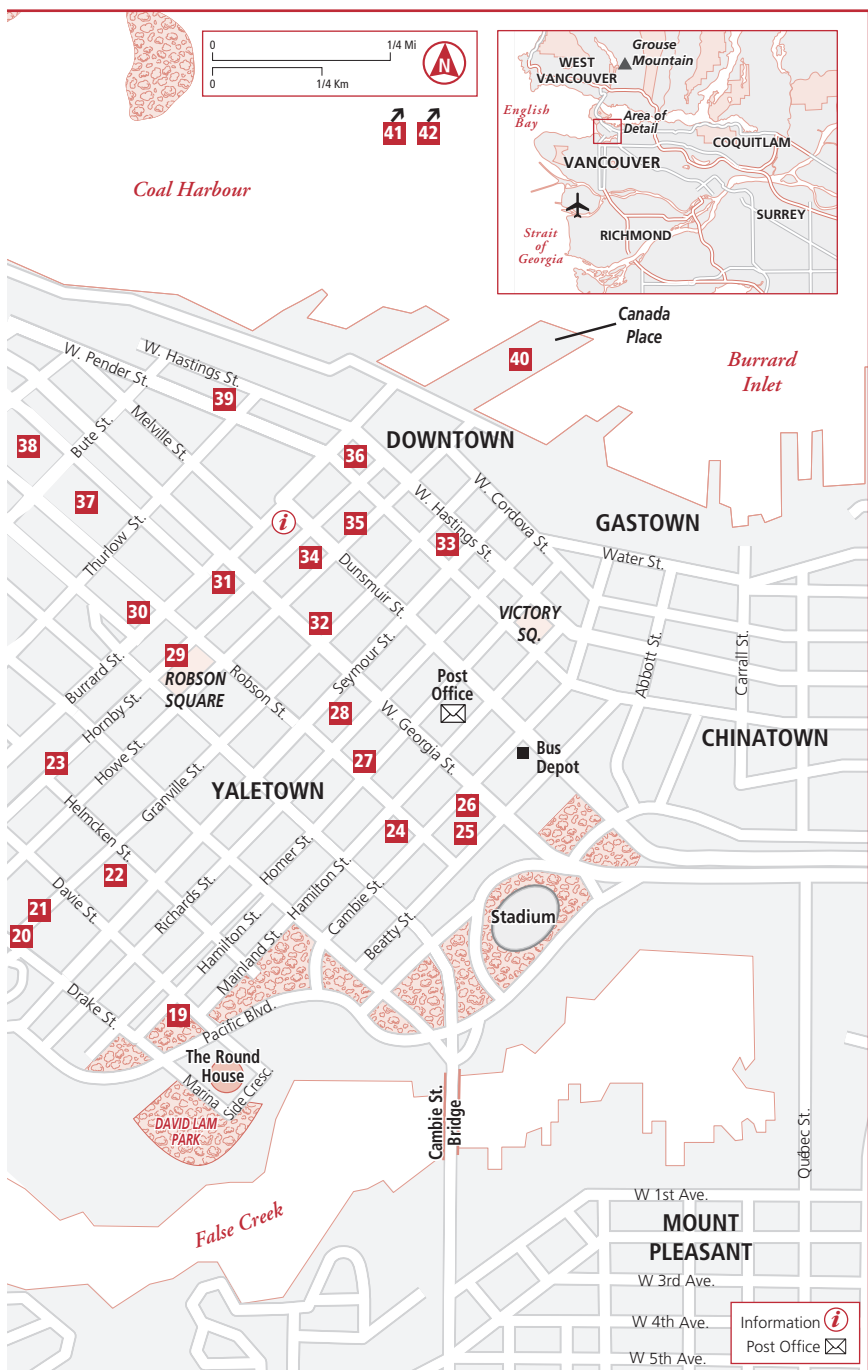 0
1/4 Mi
0
1/4 Km
N
41
42
Coal Harbour
Grouse
Mountain
WEST
VANCOUVER
English
Bay
Area of
Detail
COQUITLAM
VANCOUVER
SURREY
RICHMOND
Strait
of
Georgia
Canada
Place
40
Burrard
Inlet
W. Pender St.
W. Hastings St.
39
Melville St.
Bute St.
38
37
DOWNTOWN
36
W. Cordova St.
W. Hastings St.
GASTOWN
Water St.
i
35
34
33
Thurlow St.
31
Dunsmuir St.
30
32
VICTORY
SQ.
Abbott St.
Carrall St.
29
ROBSON
SQUARE
Burrard St.
Hornby St.
Robson St.
Seymour St.
Post
Office
28
W. Georgia St.
Howe St.
23
27
Bus
Depot
CHINATOWN
Granville St.
YALETOWN
Helmcken St.
26
24
25
22
Homer St.
Hamilton St.
Cambie St.
Beatty St.
Richards St.
Hamilton St.
Mainland St.
Davie St.
21
20
Stadium
Drake St.
19
Pacific Blvd.
The Round
House
Marina
Side Cresc.
DAVID LAM
PARK
Cambie St.
Bridge
Québec St.
False Creek
W 1st Ave.
MOUNT
PLEASANT
W 3rd Ave.
W 4th Ave.
W 5th Ave.
Information i
Post Office